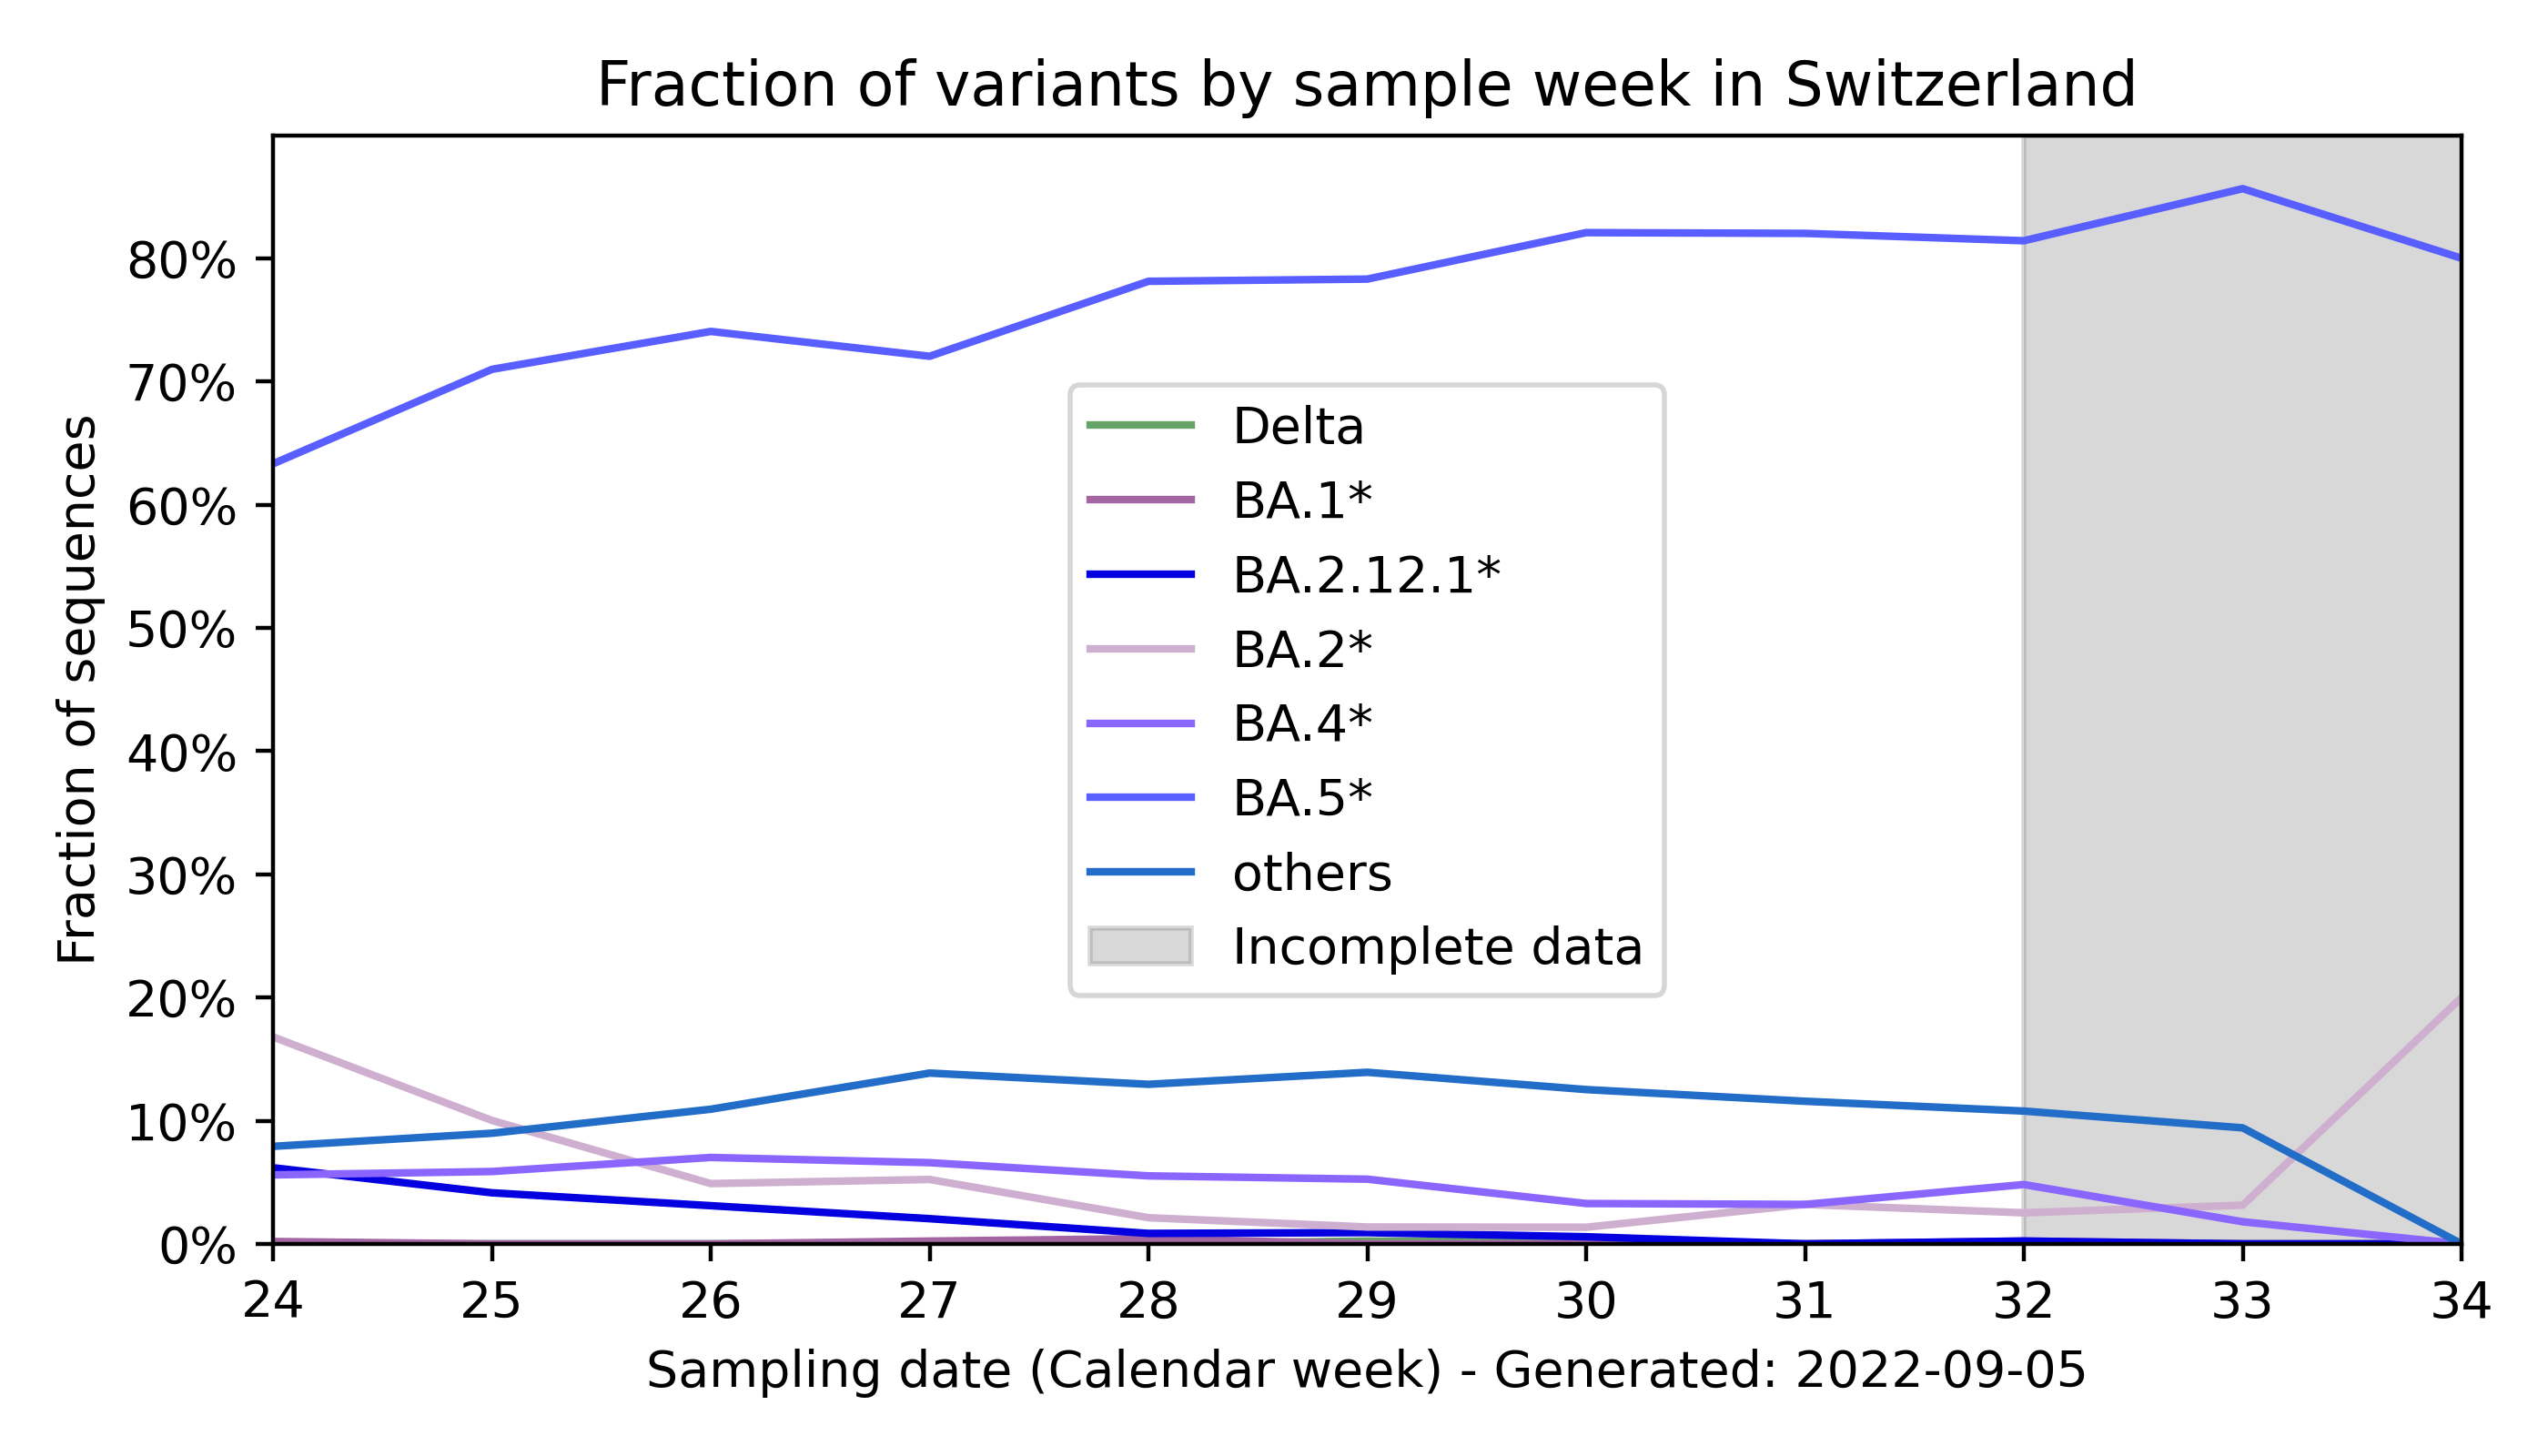 Fraction of variants by sample week in Switzerland
Fraction of sequences
80%
70%
60%
50%
40%
30%
20%
10%
0%
Delta
BA.1*
BA.2.12.1*
BA.2*
BA.4*
BA.5*
others
Incomplete data
24 25 26 27 28 29 30 31 32 33 34
Sampling date (Calendar week) - Generated: 2022-09-05